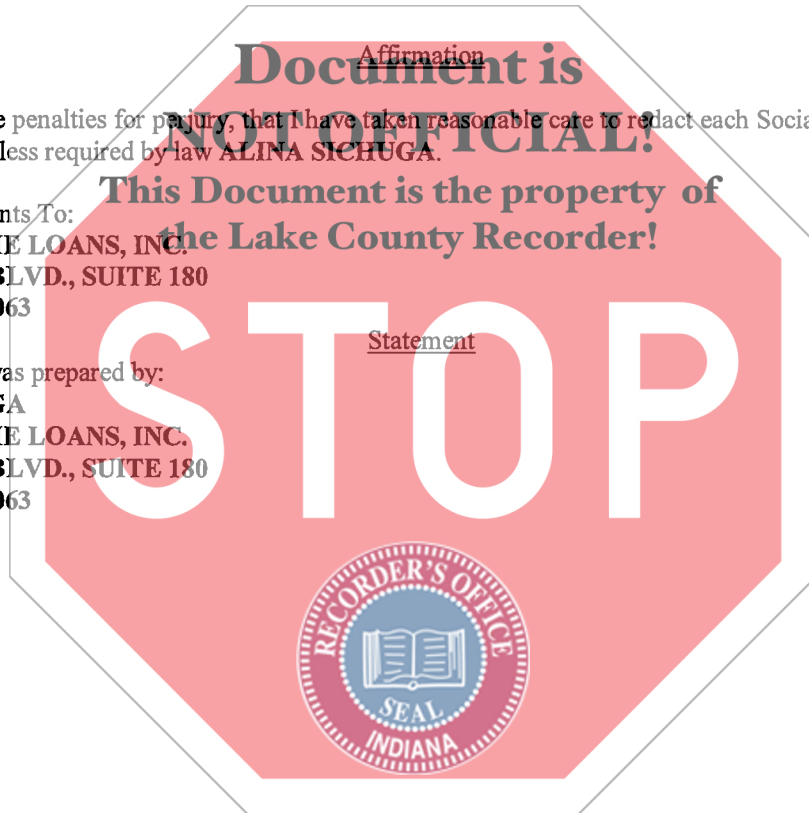 Affirmation
Document is
penalties for perjury, that I have taken reasonable care to redact each Socia
NOT OFFICIAL!
less required by law ALINA SICHUGA.
This Document is the property of
nts To:
the Lake County Recorder!
E LOANS, INC.
BLVD., SUITE 180
063
STOP
Statement
as prepared by:
GA
E LOANS, INC.
BLVD., SUITE 180
063
RECORDER'S OFFICE
SEAL
INDIANA